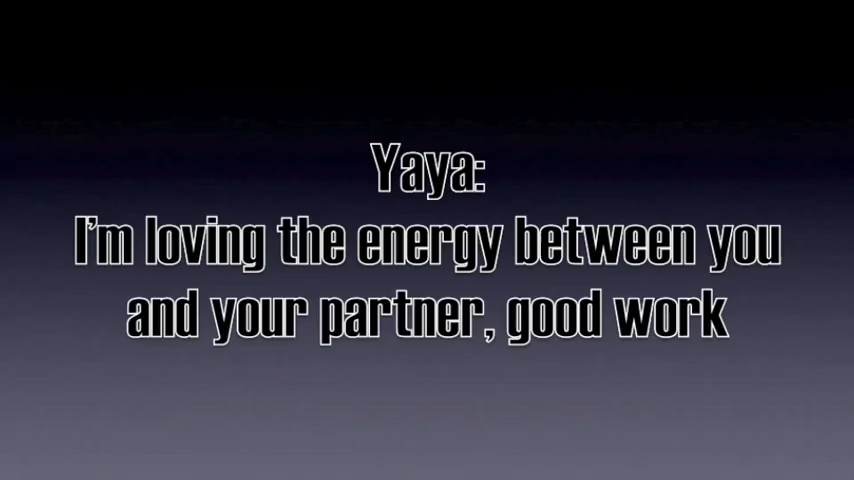 Yaya:
I'm loving the energy between you
and your partner, good work